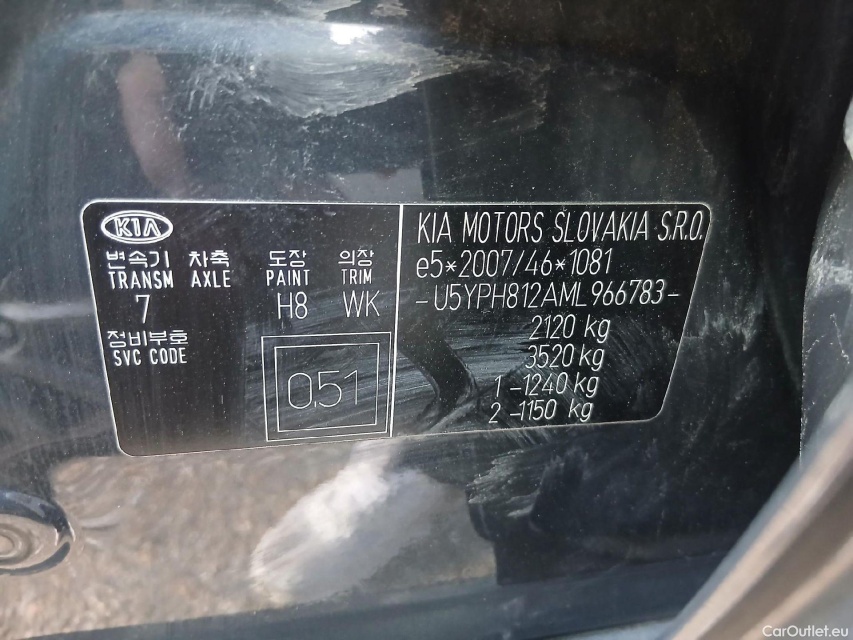 KIA
변속기 차축 도장 의장
TRANSM AXLE PAINT TRIM
7 H8 WK
정비부호
SVC CODE
0.51
KIA MOTORS SLOVAKIA S.R.O.
e5*2007/46*1081
-U5YPH812AML966783-
2120 kg
3520 kg
1 -1240 kg
2 -1150 kg
CarOutlet.eu